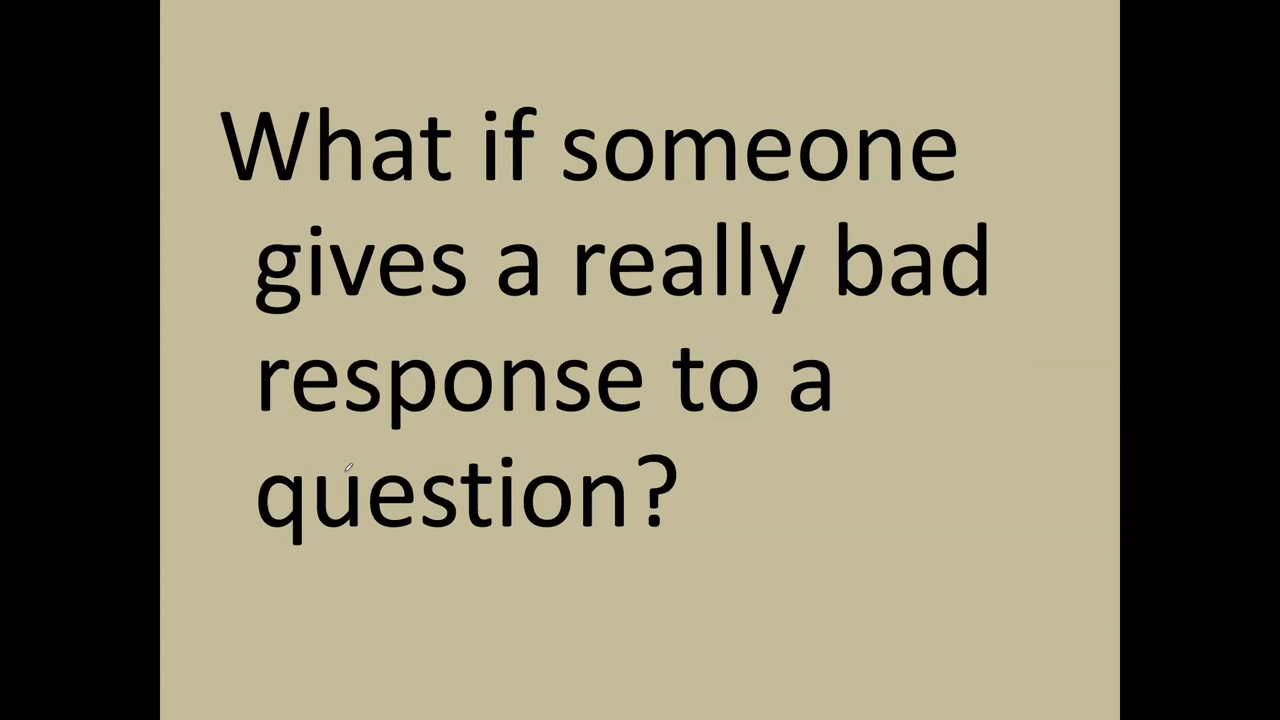 What if someone
gives a really bad
response to a
question?